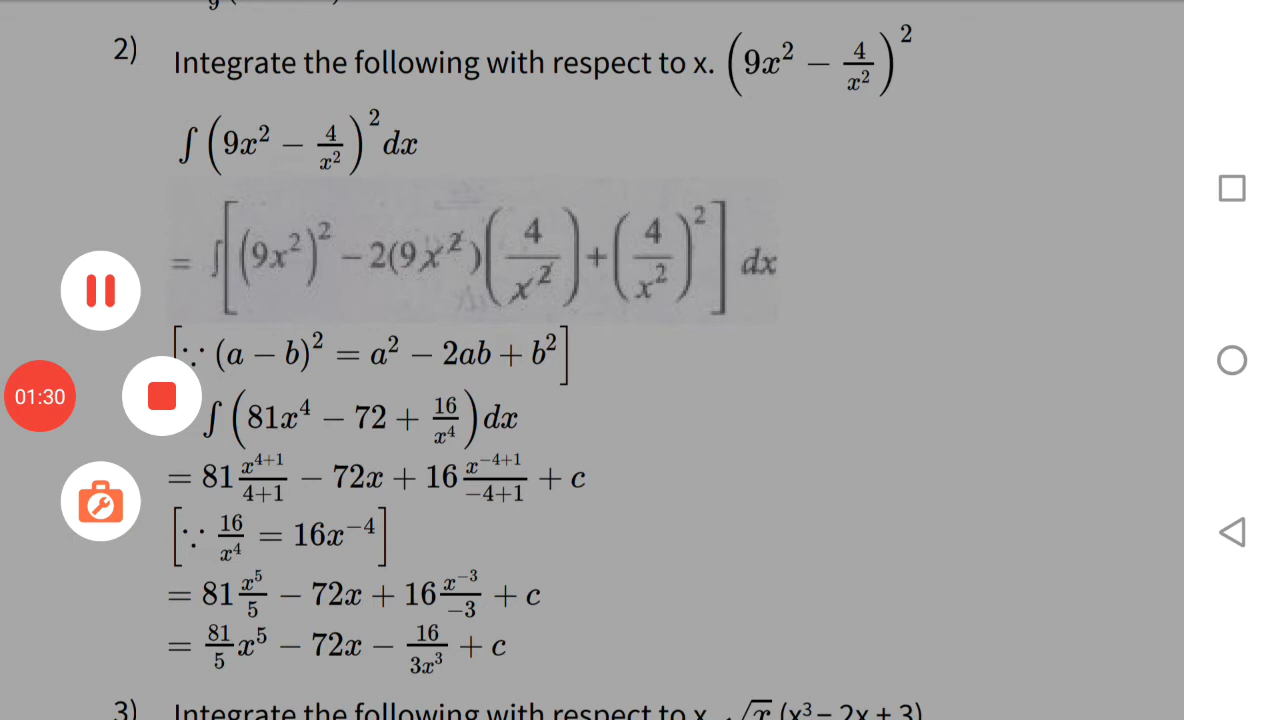 2) Integrate the following with respect to x. (9x² − 4/x²)²
∫ (9x² − 4/x²)² dx
= ∫[(9x²)² − 2(9x²)(4/x²) + (4/x²)²] dx
[∵ (a − b)² = a² − 2ab + b²]
∫ (81x⁴ − 72 + 16/x⁴) dx
= 81 x⁴⁺¹/4+1 − 72x + 16 x⁻⁴⁺¹/−4+1 + c
[∵ 16/x⁴ = 16x⁻⁴]
= 81 x⁵/5 − 72x + 16 x⁻³/−3 + c
= 81/5 x⁵ − 72x − 16/3x³ + c
3) Integrate the following with respect to x. √x (x³ − 2x + 3)
01:30